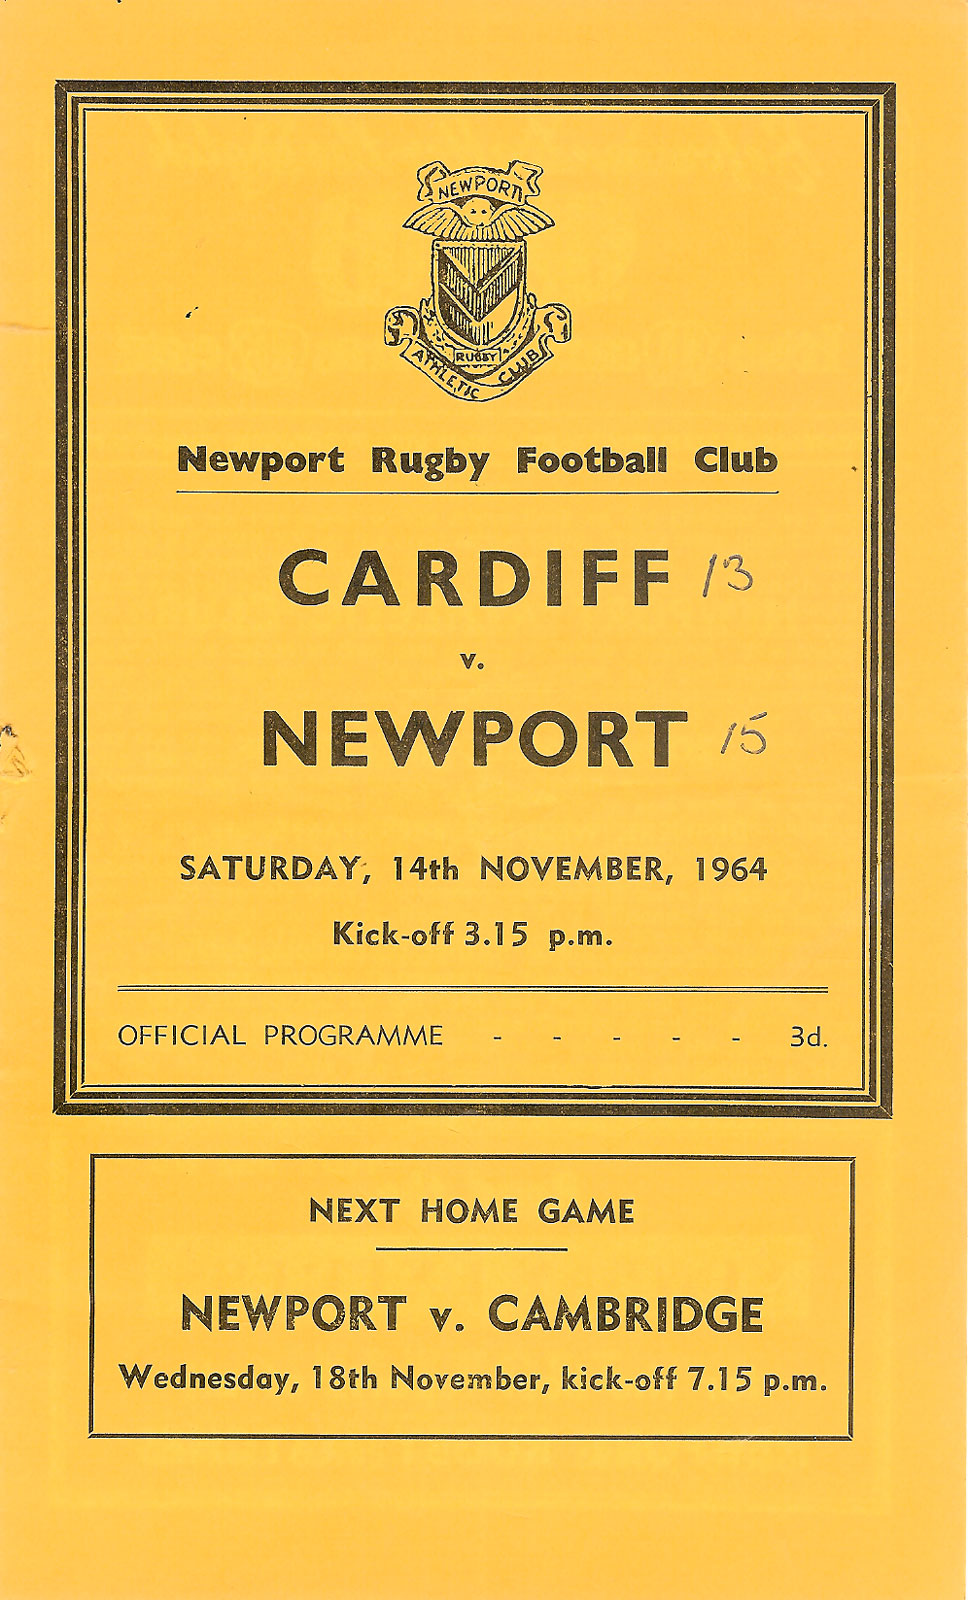 NEWPORT
RUGBY
ATHLETIC CLUB
Newport Rugby Football Club
CARDIFF 13
v.
NEWPORT 15
SATURDAY, 14th NOVEMBER, 1964
Kick-off 3.15 p.m.
OFFICIAL PROGRAMME - - - - - 3d.
NEXT HOME GAME
NEWPORT v. CAMBRIDGE
Wednesday, 18th November, kick-off 7.15 p.m.